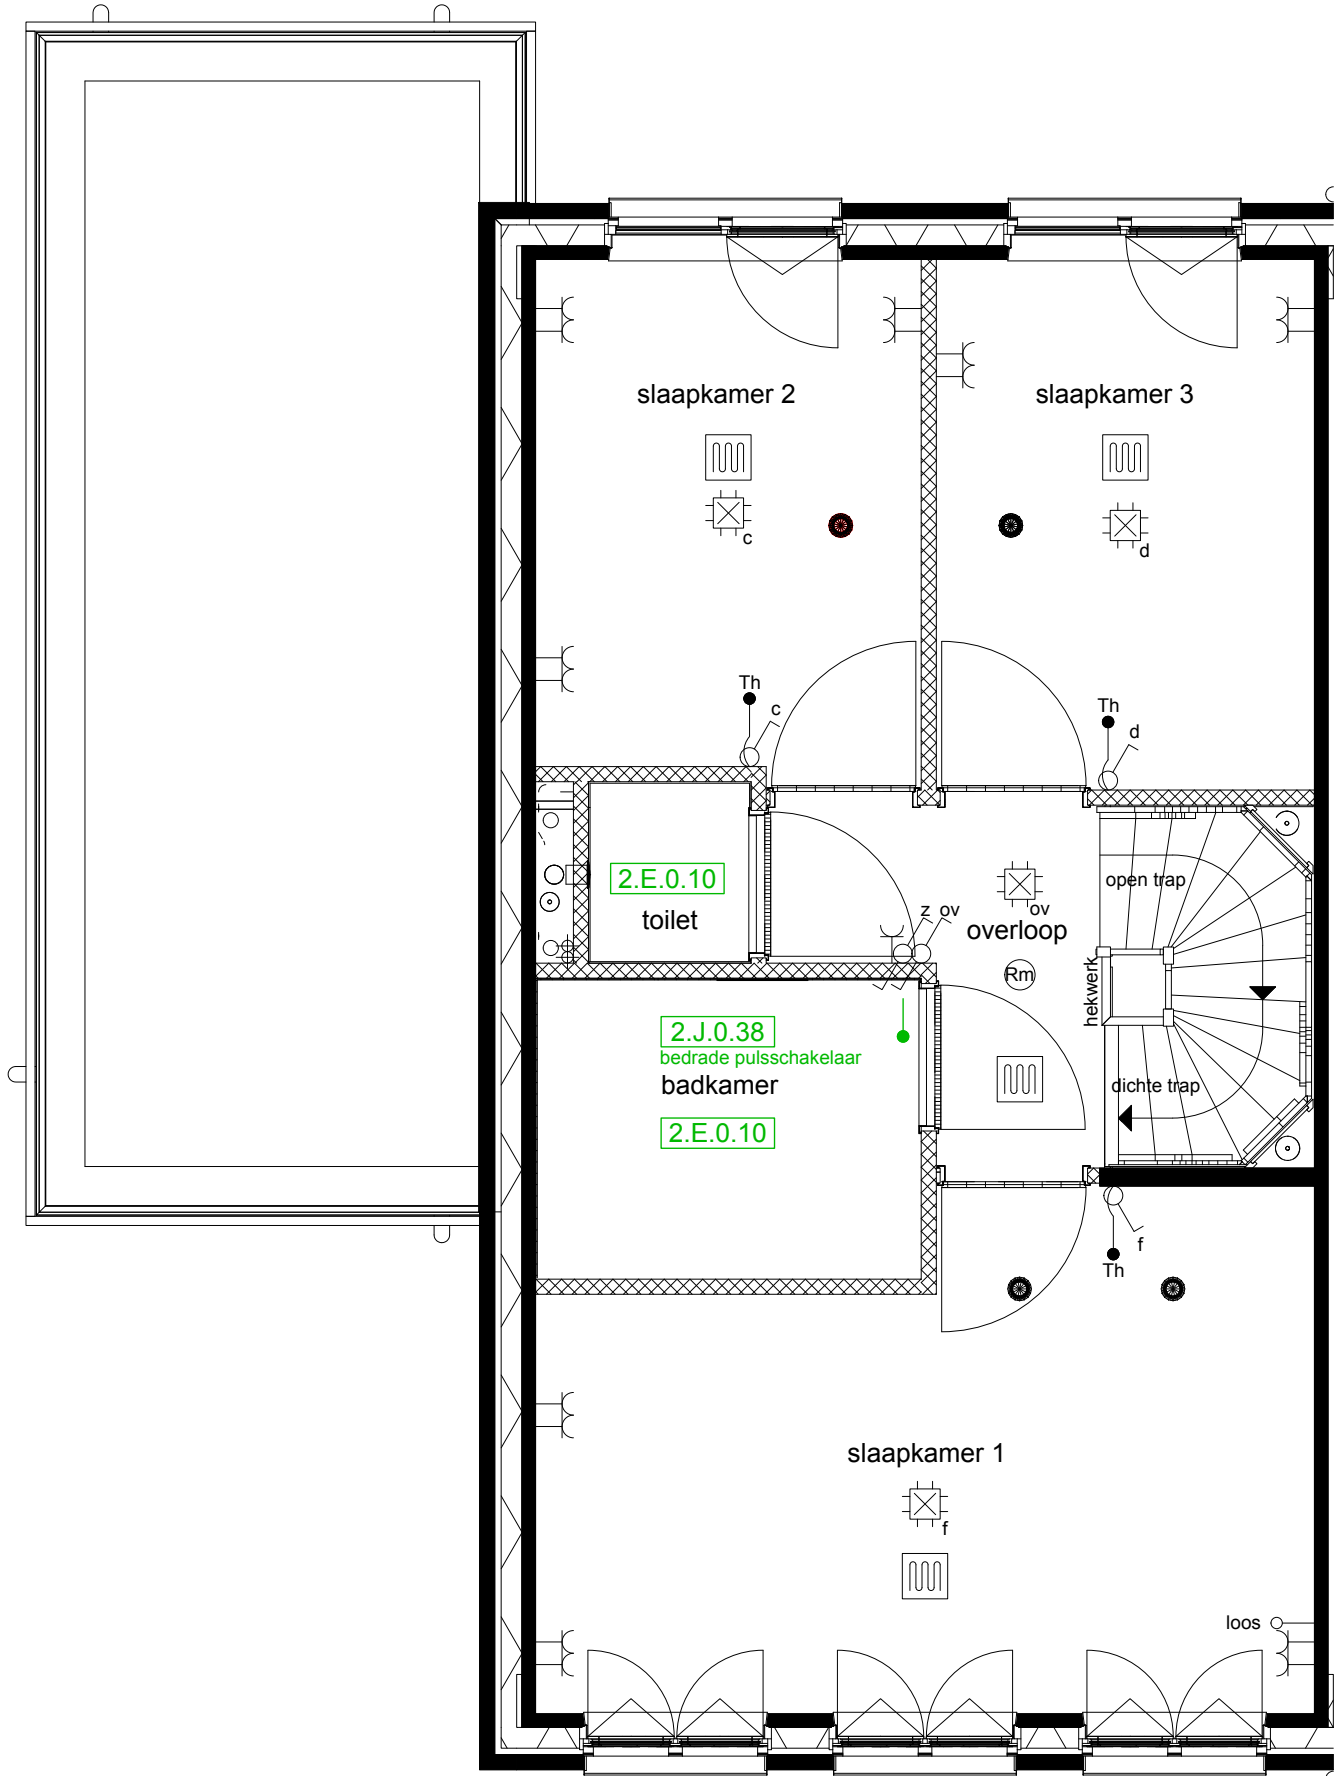 slaapkamer 2
slaapkamer 3
c
d
Th
c
Th
d
2.E.0.10
toilet
open trap
z ov
ov
overloop
Rm
hekwerk
2.J.0.38
bedrade pulsschakelaar
badkamer
dichte trap
2.E.0.10
f
Th
slaapkamer 1
f
loos